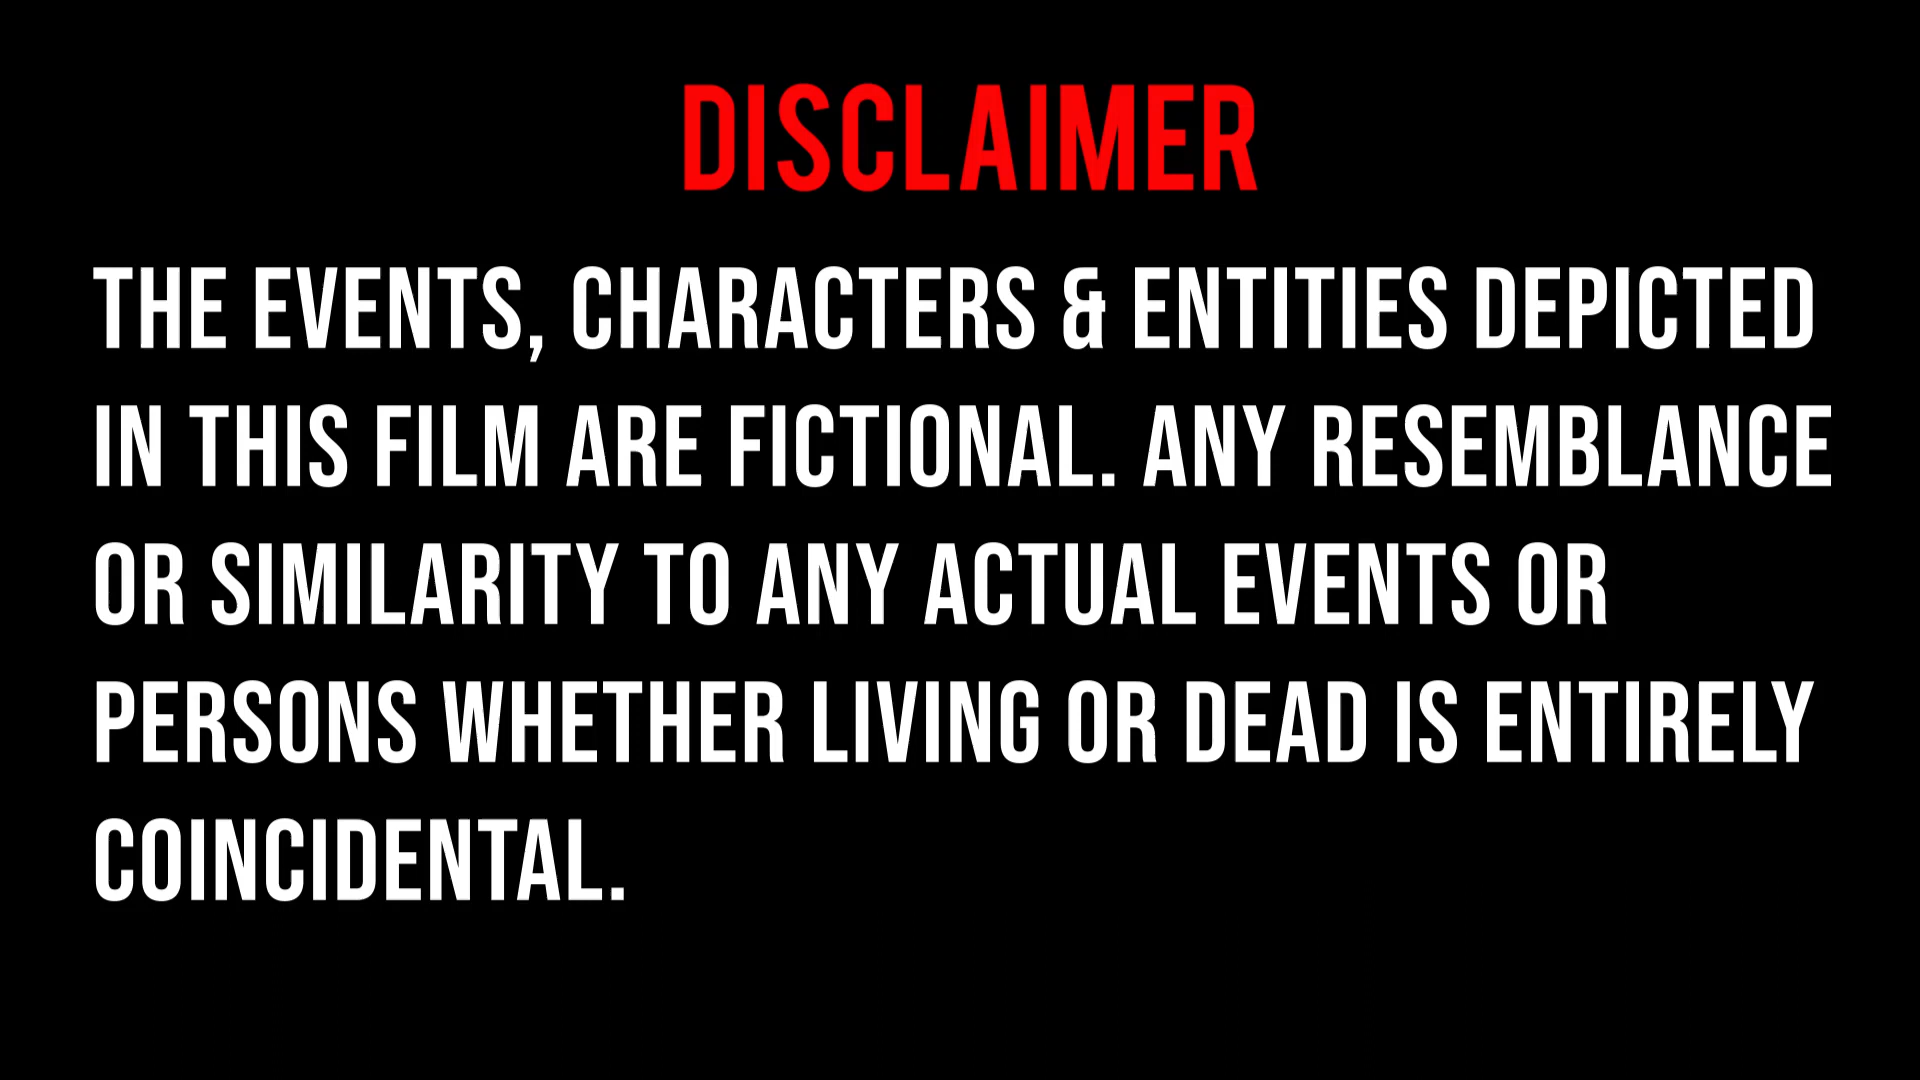 DISCLAIMER
THE EVENTS, CHARACTERS & ENTITIES DEPICTED
IN THIS FILM ARE FICTIONAL. ANY RESEMBLANCE
OR SIMILARITY TO ANY ACTUAL EVENTS OR
PERSONS WHETHER LIVING OR DEAD IS ENTIRELY
COINCIDENTAL.